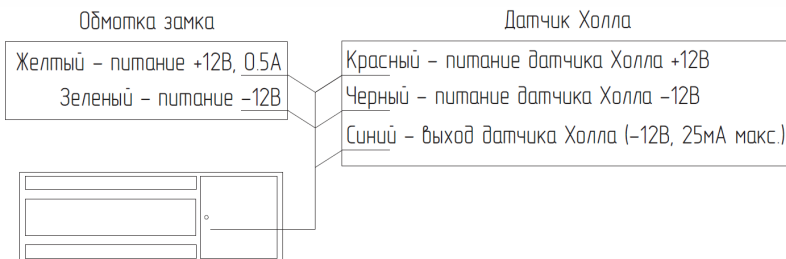 Обмотка замка
Желтый – питание +12В, 0.5А
Зеленый – питание –12В
Датчик Холла
Красный – питание датчика Холла +12В
Черный – питание датчика Холла –12В
Синий – выход датчика Холла (–12В, 25мА макс.)